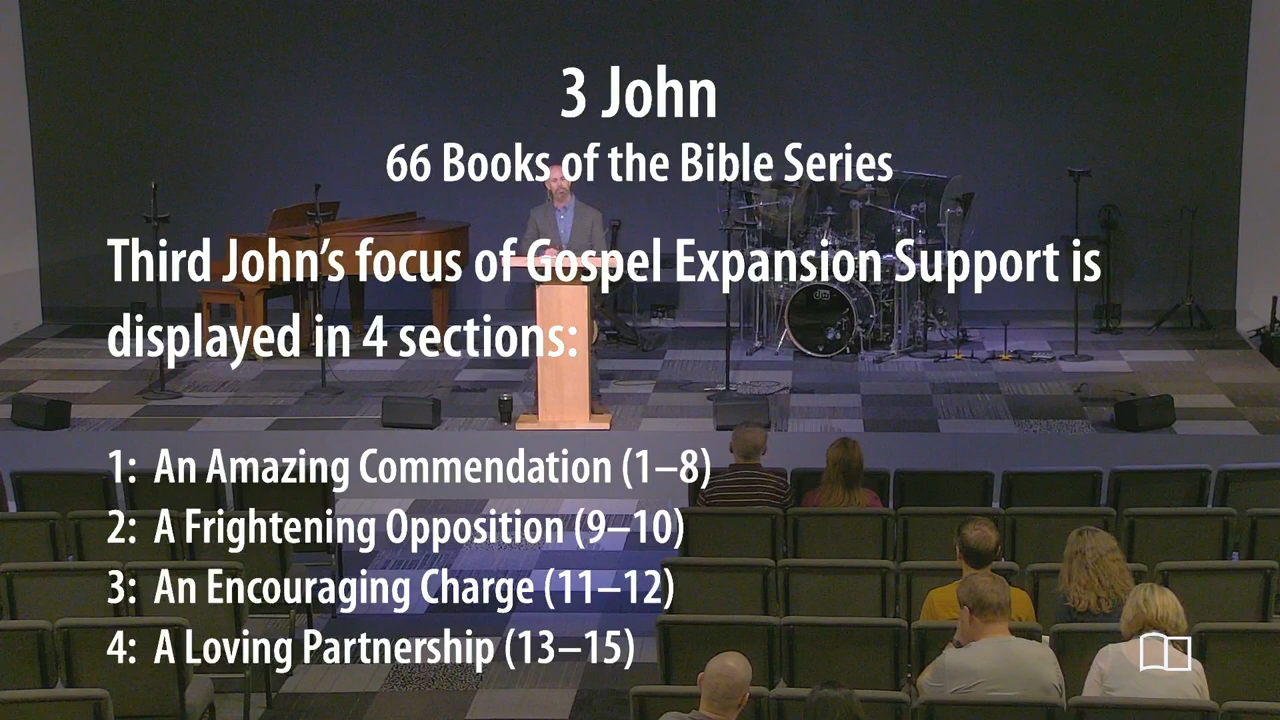 3 John
66 Books of the Bible Series
Third John’s focus of Gospel Expansion Support is
displayed in 4 sections:
1: An Amazing Commendation (1–8)
2: A Frightening Opposition (9–10)
3: An Encouraging Charge (11–12)
4: A Loving Partnership (13–15)